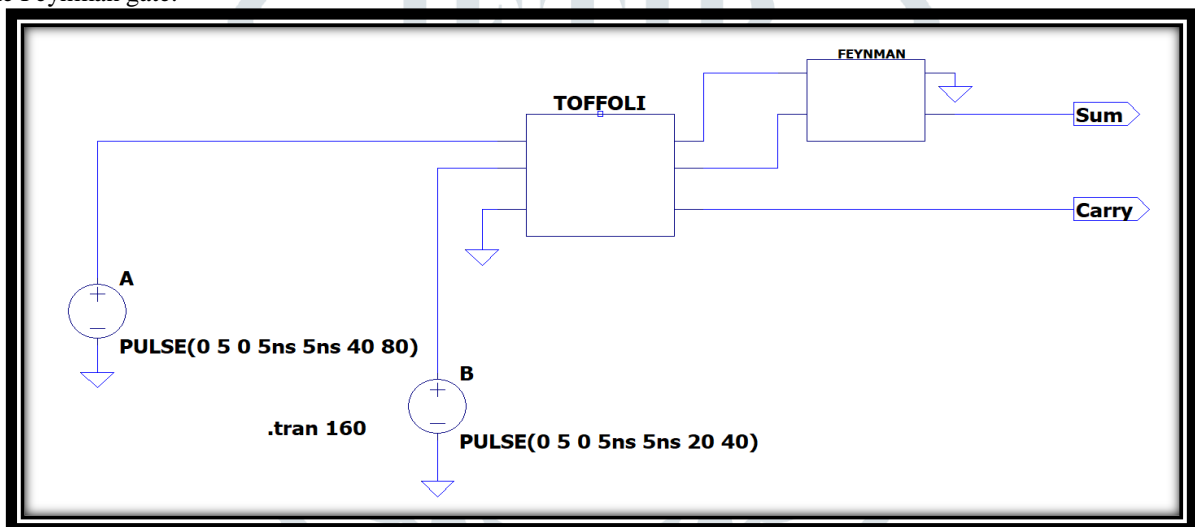 FEYNMAN
TOFFOLI
Sum
Carry
A
PULSE(0 5 0 5ns 5ns 40 80)
B
.tran 160
PULSE(0 5 0 5ns 5ns 20 40)